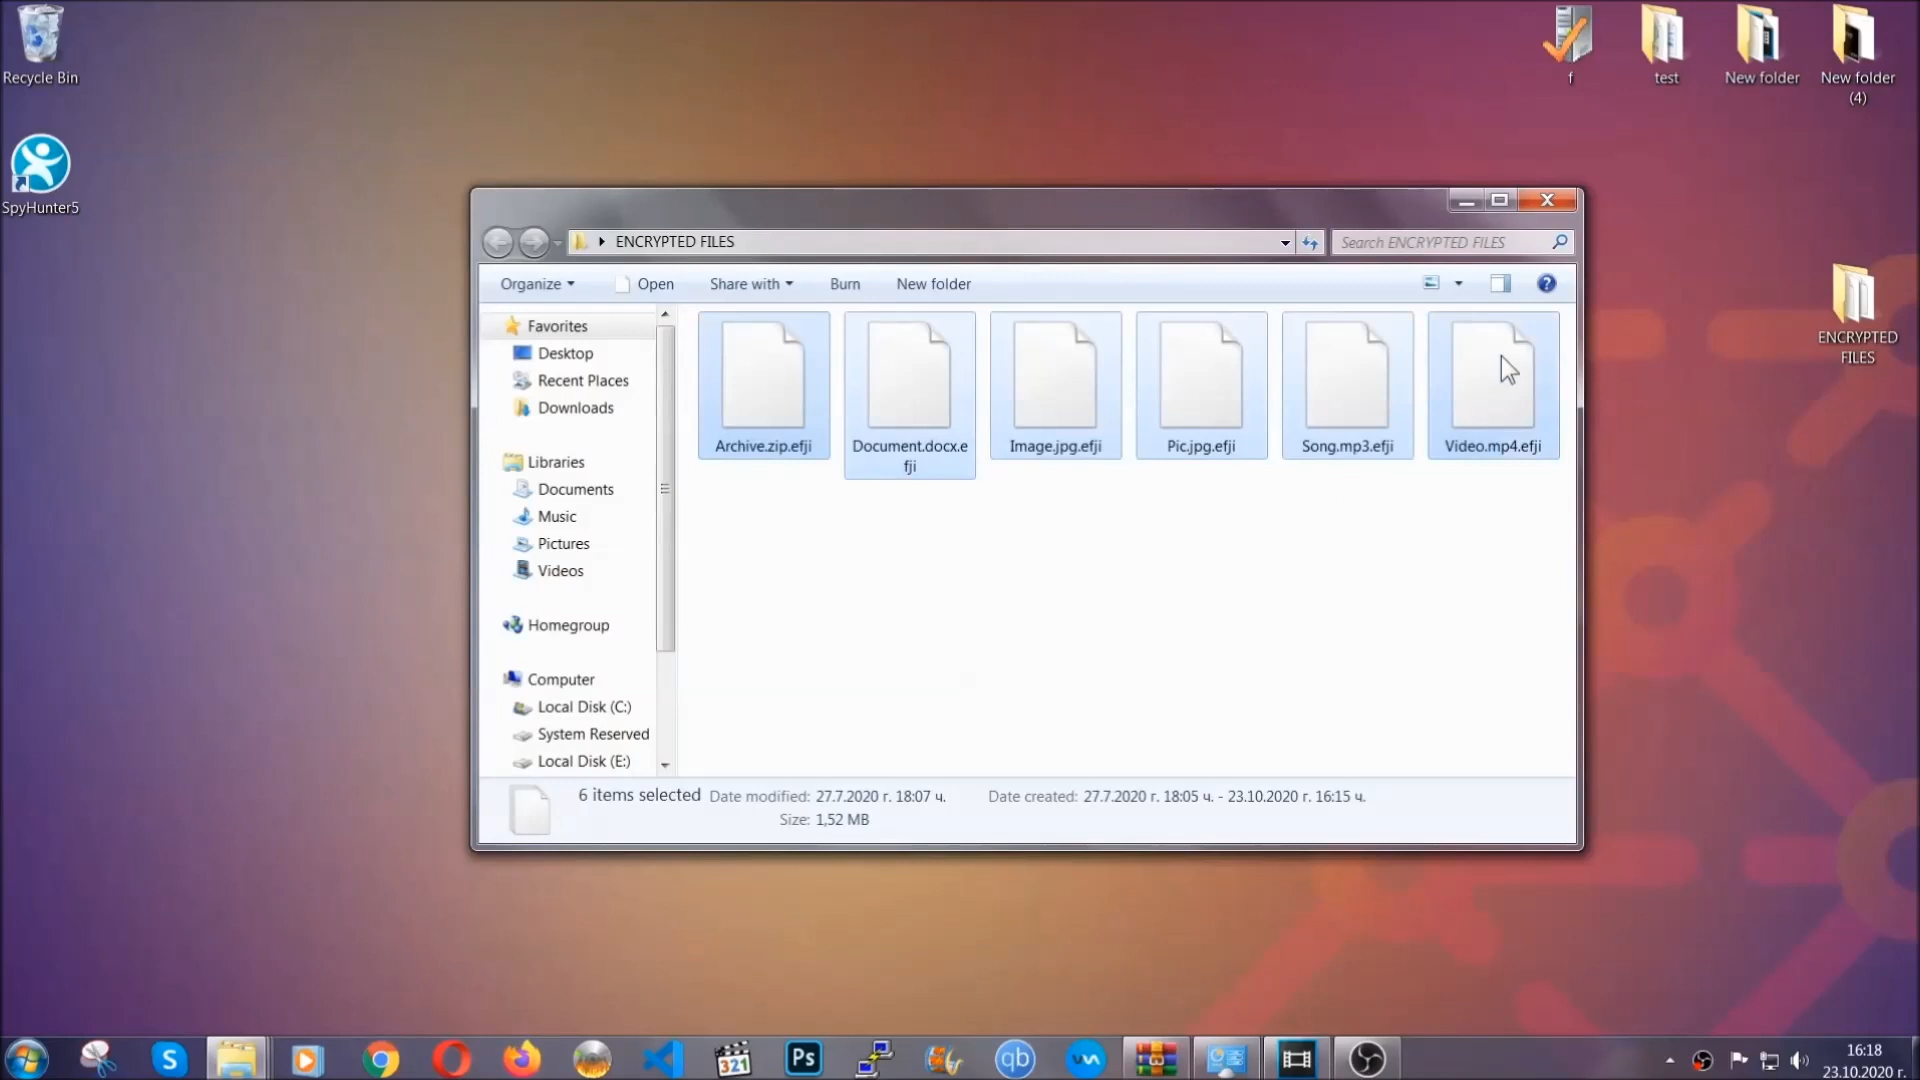 Recycle Bin
SpyHunter5
f
test
New folder
New folder
(4)
ENCRYPTED
FILES
ENCRYPTED FILES
Search ENCRYPTED FILES
Organize
Open
Share with
Burn
New folder
Favorites
Desktop
Recent Places
Downloads
Libraries
Documents
Music
Pictures
Videos
Homegroup
Computer
Local Disk (C:)
System Reserved
Local Disk (E:)
Archive.zip.efji
Document.docx.e
fji
Image.jpg.efji
Pic.jpg.efji
Song.mp3.efji
Video.mp4.efji
6 items selected Date modified: 27.7.2020 г. 18:07 ч. Date created: 27.7.2020 г. 18:05 ч. - 23.10.2020 г. 16:15 ч.
Size: 1,52 MB
S
321
Ps
qb
16:18
23.10.2020 г.